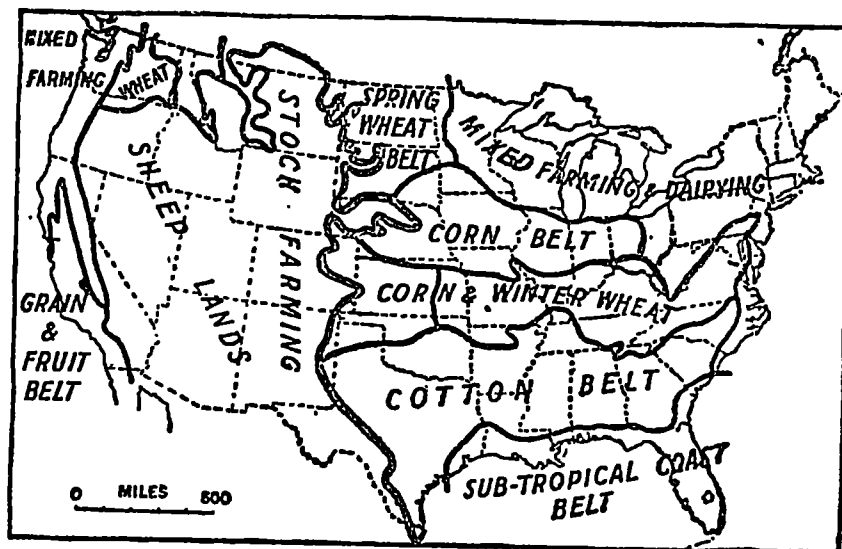 MIXED
FARMING
WHEAT
SPRING
WHEAT
BELT
MIXED FARMING & DAIRYING
STOCK FARMING
SHEEP
LANDS
CORN BELT
CORN & WINTER WHEAT
GRAIN
&
FRUIT
BELT
COTTON BELT
SUB-TROPICAL COAST
BELT
0 MILES 500